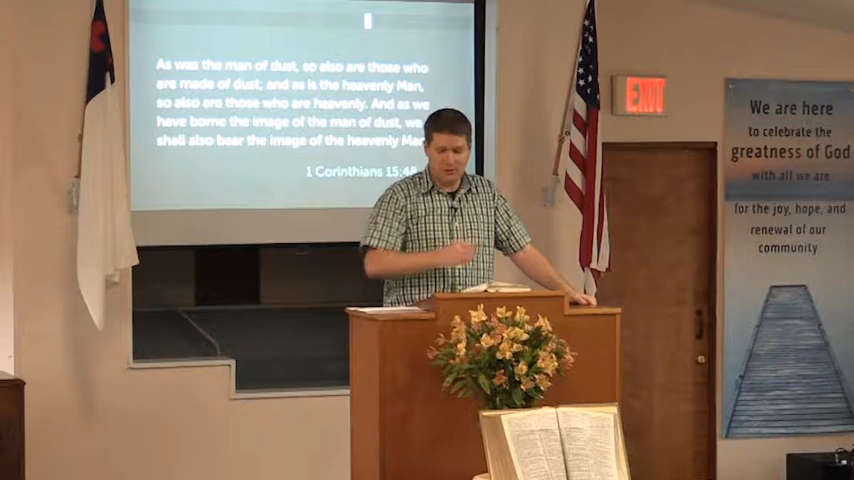 As was the man of dust, so also are those who
are made of dust; and as is the heavenly Man,
so also are those who are heavenly. And as we
have borne the image of the man of dust, we
shall also bear the image of the heavenly Man.
1 Corinthians 15:48
EXIT
We Are Here
to celebrate the
greatness of God
with all we are
for the joy, hope, and
renewal of our
community